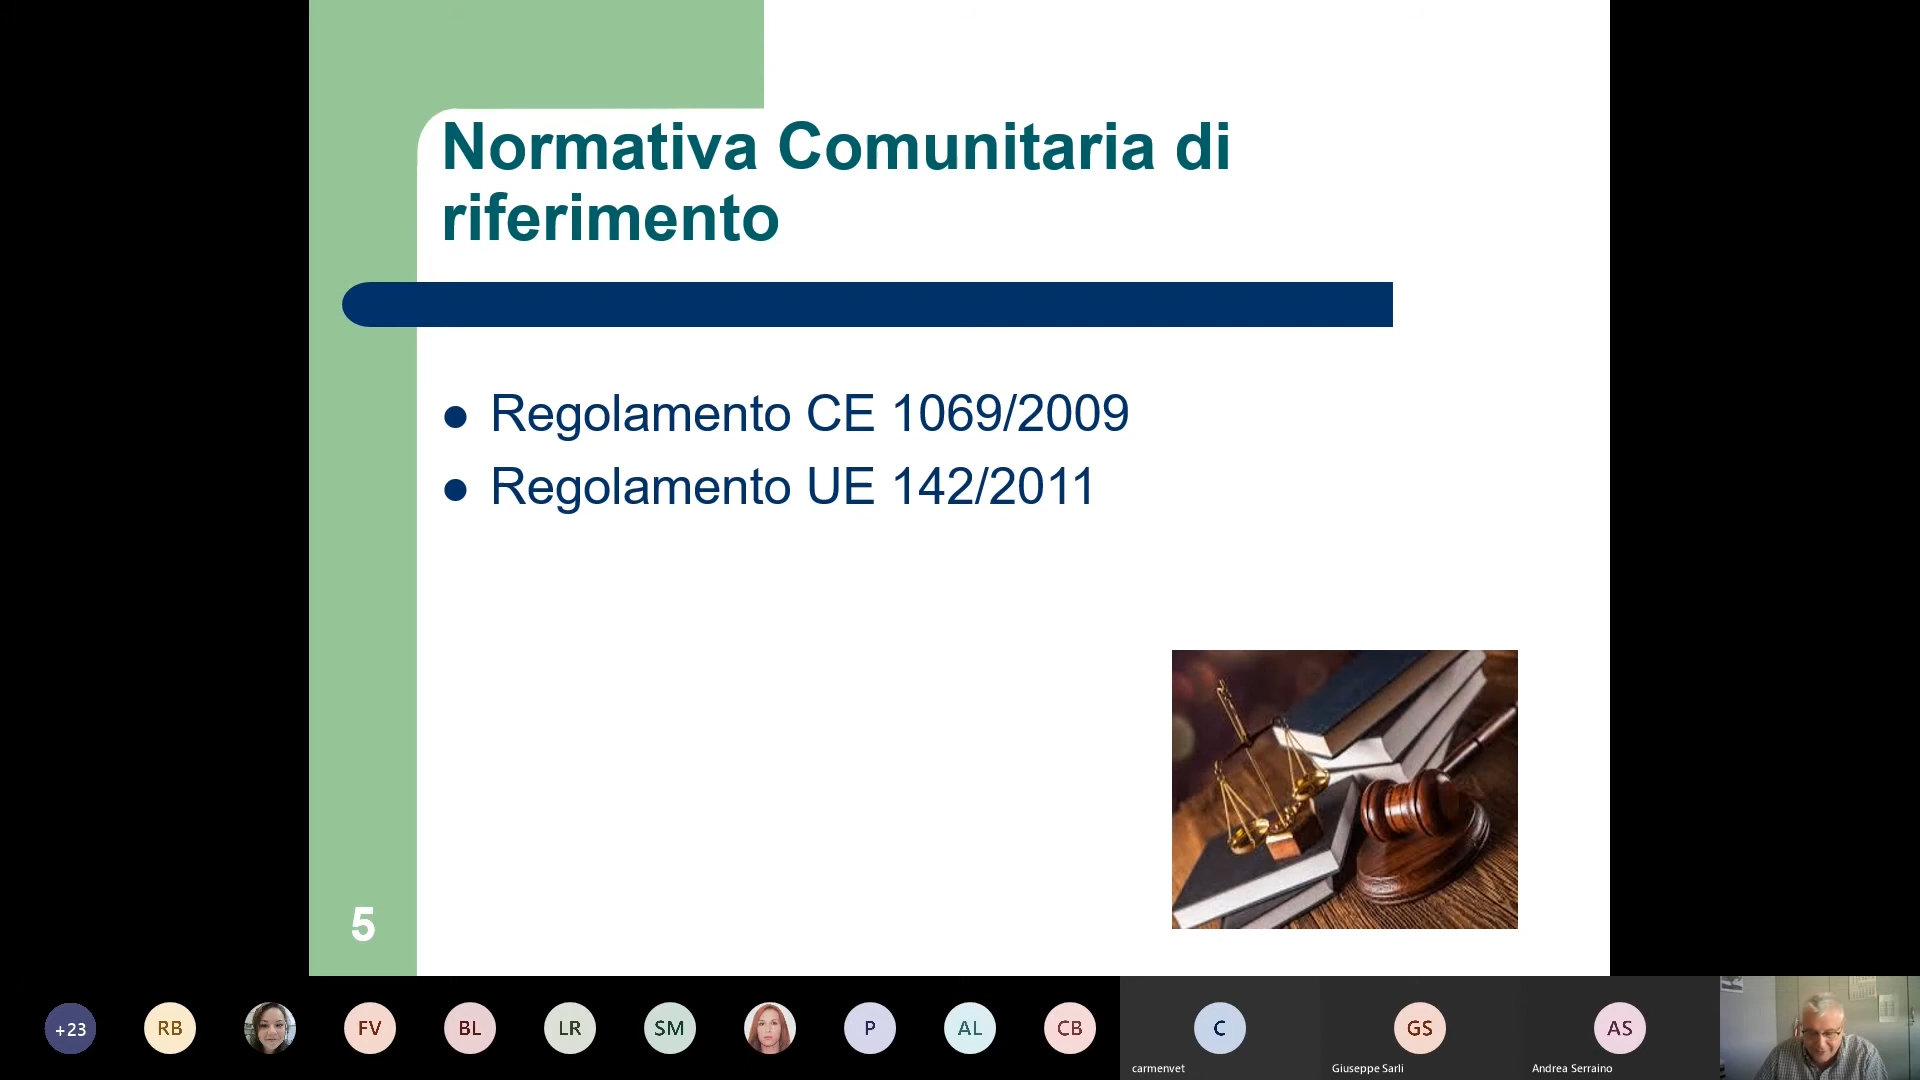 Normativa Comunitaria di
riferimento
Regolamento CE 1069/2009
Regolamento UE 142/2011
5
+23
RB
FV
BL
LR
SM
P
AL
CB
C
GS
AS
carmenvet
Giuseppe Sarli
Andrea Serraino